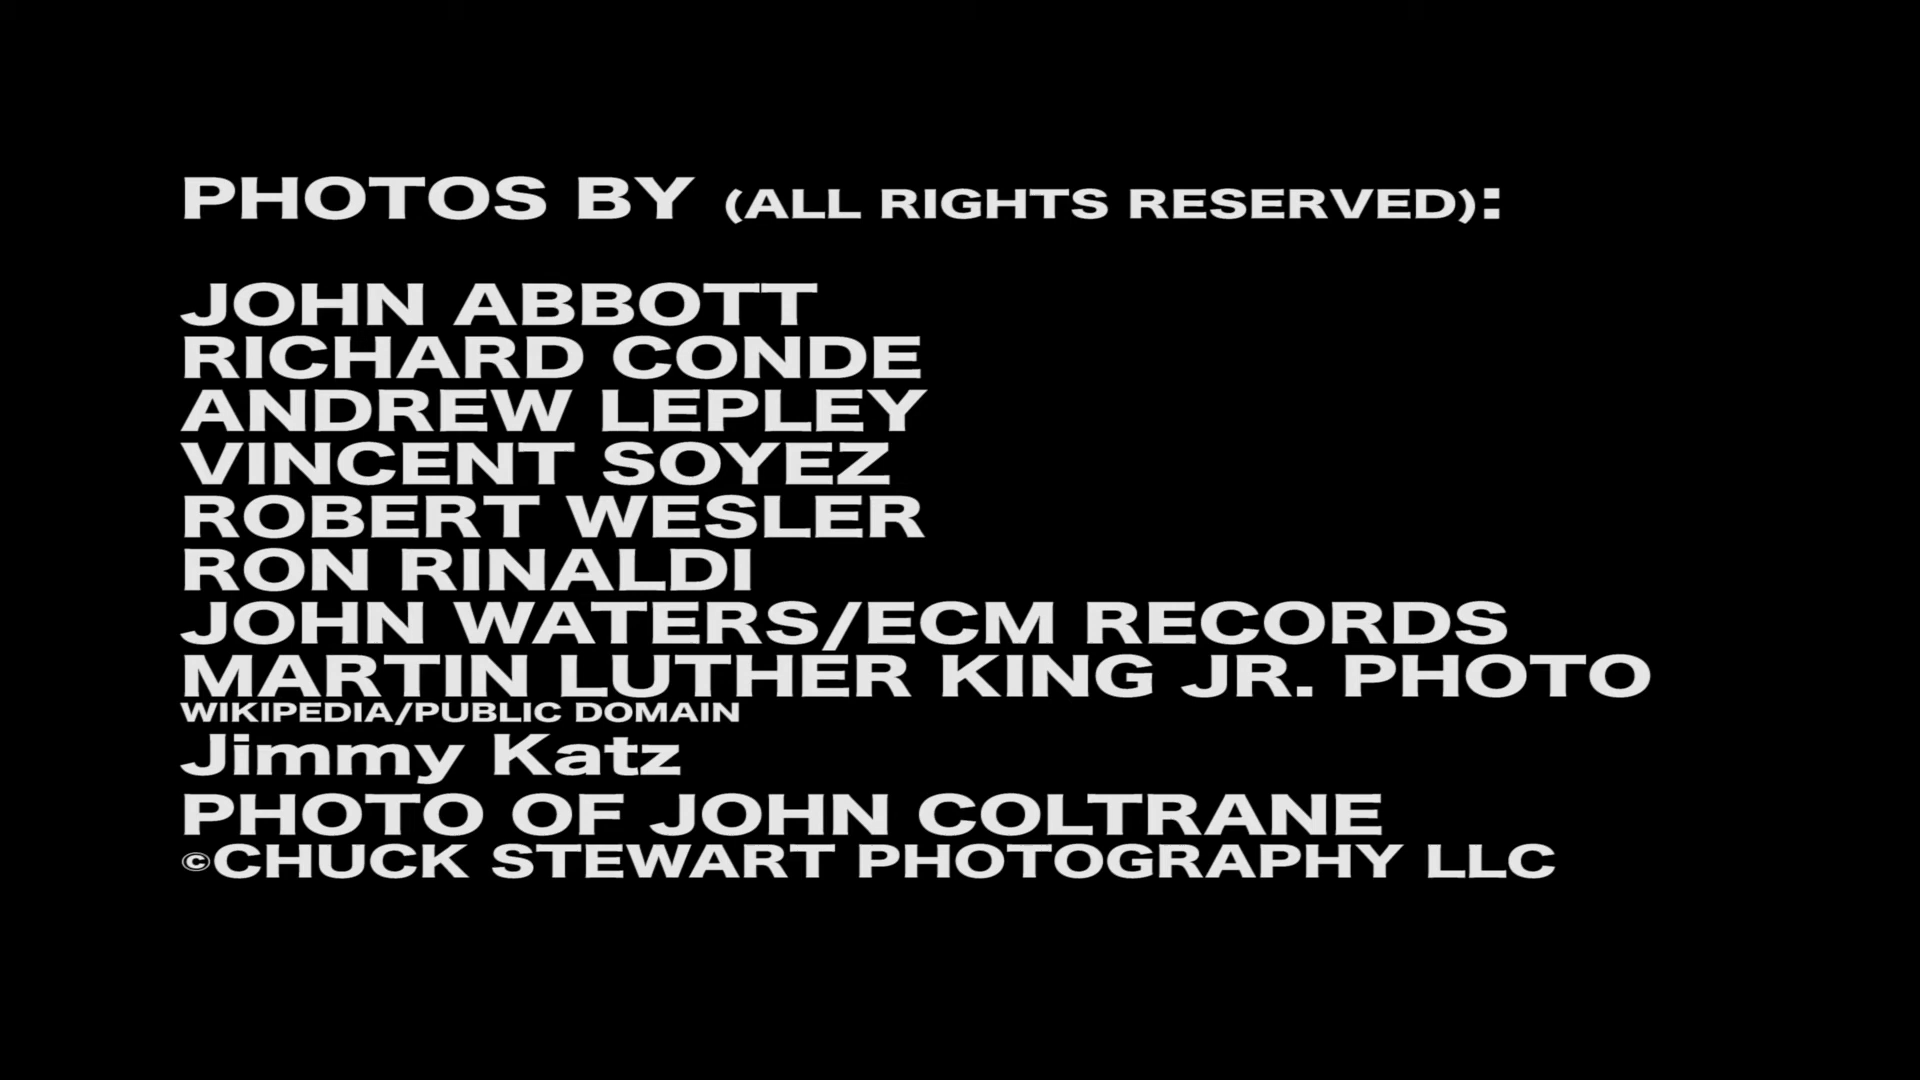 PHOTOS BY (ALL RIGHTS RESERVED):
JOHN ABBOTT
RICHARD CONDE
ANDREW LEPLEY
VINCENT SOYEZ
ROBERT WESLER
RON RINALDI
JOHN WATERS/ECM RECORDS
MARTIN LUTHER KING JR. PHOTO
WIKIPEDIA/PUBLIC DOMAIN
Jimmy Katz
PHOTO OF JOHN COLTRANE
©CHUCK STEWART PHOTOGRAPHY LLC